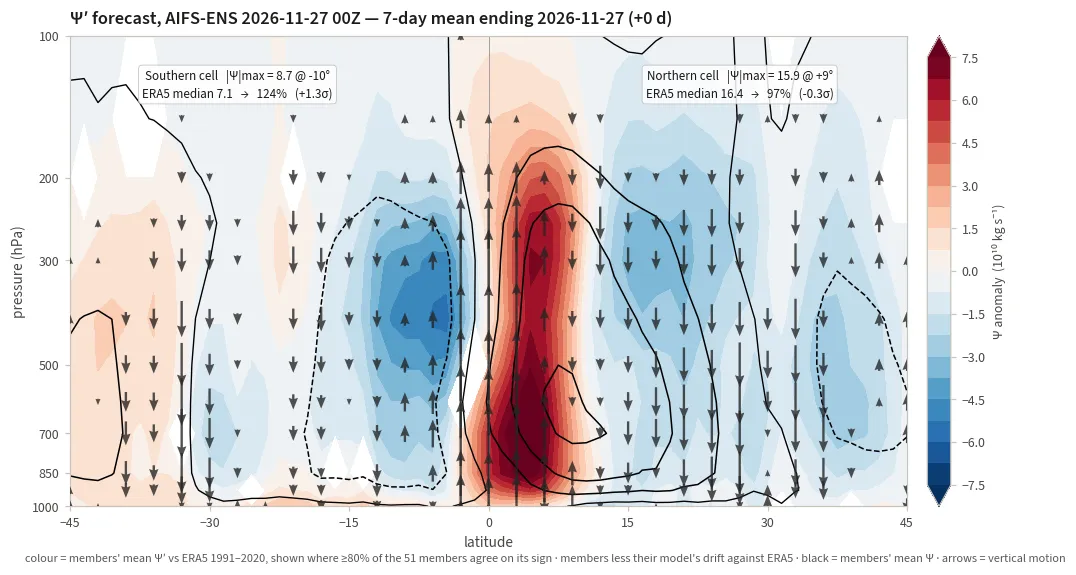 Ψ′ forecast, AIFS-ENS 2026-11-27 00Z — 7-day mean ending 2026-11-27 (+0 d)
Southern cell |Ψ|max = 8.7 @ -10°
ERA5 median 7.1 → 124% (+1.3σ)
Northern cell |Ψ|max = 15.9 @ +9°
ERA5 median 16.4 → 97% (-0.3σ)
pressure (hPa)
100
200
300
400
500
700
850
1000
−45
−30
−15
0
15
30
45
latitude
7.5
6.0
4.5
3.0
1.5
0.0
−1.5
−3.0
−4.5
−6.0
−7.5
Ψ anomaly (10¹⁰ kg s⁻¹)
colour = members' mean Ψ′ vs ERA5 1991–2020, shown where ≥80% of the 51 members agree on its sign · members less their model's drift against ERA5 · black = members' mean Ψ · arrows = vertical motion